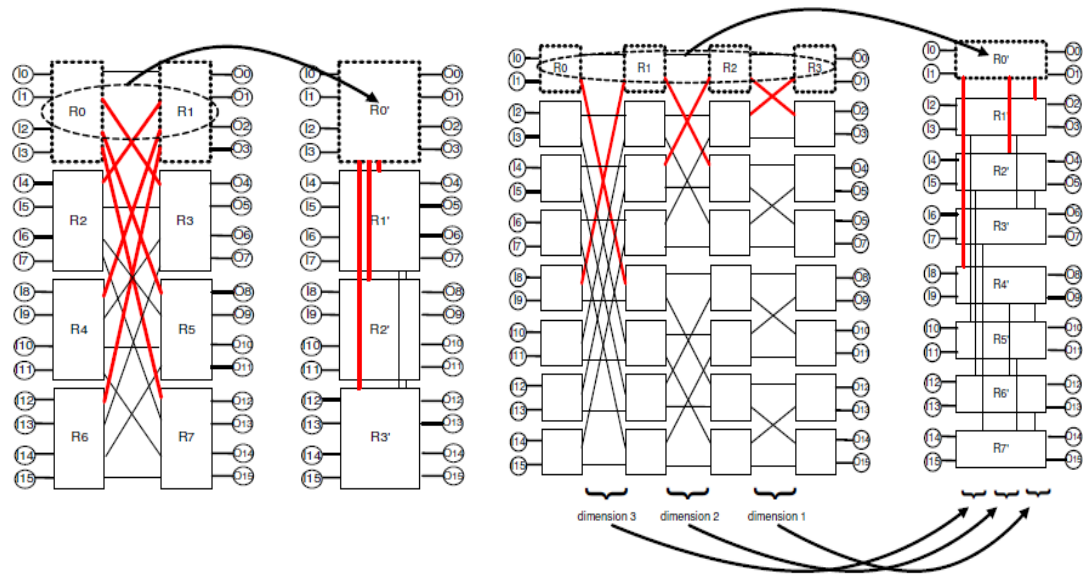 I0 O0
I1 R0 R1 O1
I2 O2
I3 O3
I4 O4
I5 R2 R3 O5
I6 O6
I7 O7
I8 O8
I9 R4 R5 O9
I10 O10
I11 O11
I12 O12
I13 R6 R7 O13
I14 O14
I15 O15
I0 O0
I1 R0' O1
I2 O2
I3 O3
I4 O4
I5 R1' O5
I6 O6
I7 O7
I8 O8
I9 R2' O9
I10 O10
I11 O11
I12 O12
I13 R3' O13
I14 O14
I15 O15
I0 R0 R1 R2 R3 O0
I1 O1
I2 O2
I3 O3
I4 O4
I5 O5
I6 O6
I7 O7
I8 O8
I9 O9
I10 O10
I11 O11
I12 O12
I13 O13
I14 O14
I15 O15
dimension 3 dimension 2 dimension 1
I0 R0' O0
I1 O1
I2 R1' O2
I3 O3
I4 R2' O4
I5 O5
I6 R3' O6
I7 O7
I8 R4' O8
I9 O9
I10 R5' O10
I11 O11
I12 R6' O12
I13 O13
I14 R7' O14
I15 O15